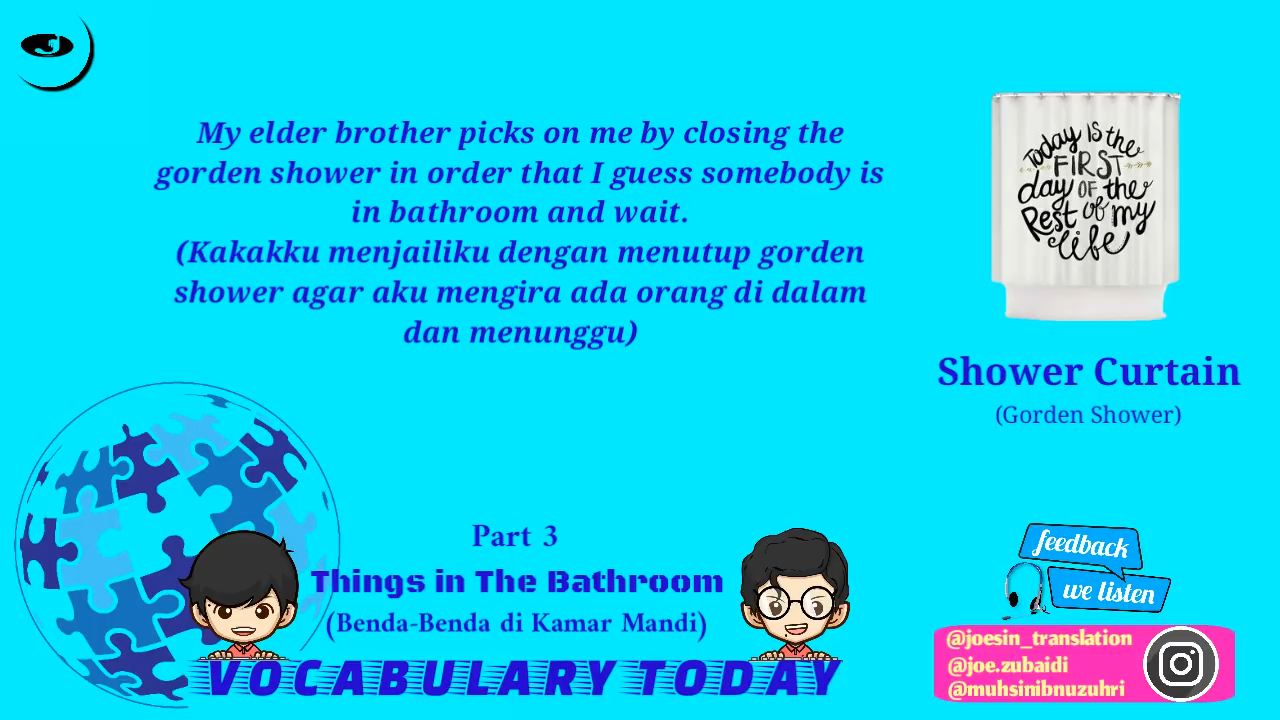 My elder brother picks on me by closing the
gorden shower in order that I guess somebody is
in bathroom and wait.
(Kakakku menjailiku dengan menutup gorden
shower agar aku mengira ada orang di dalam
dan menunggu)
Today IS the
FIRST
day OF the
Rest of my
life
Shower Curtain
(Gorden Shower)
Part 3
Things in The Bathroom
(Benda-Benda di Kamar Mandi)
VOCABULARY TODAY
feedback
we listen
@joesin_translation
@joe.zubaidi
@muhsinibnuzuhri